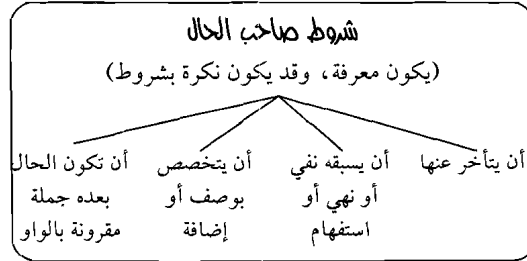 شروط صاحب الحال
(يكون معرفة، وقد يكون نكرة بشروط)
أن يتأخر عنها
أن يسبقه نفي
أو نهي أو
استفهام
أن يتخصص
بوصف أو
إضافة
أن تكون الحال
بعده جملة
مقرونة بالواو